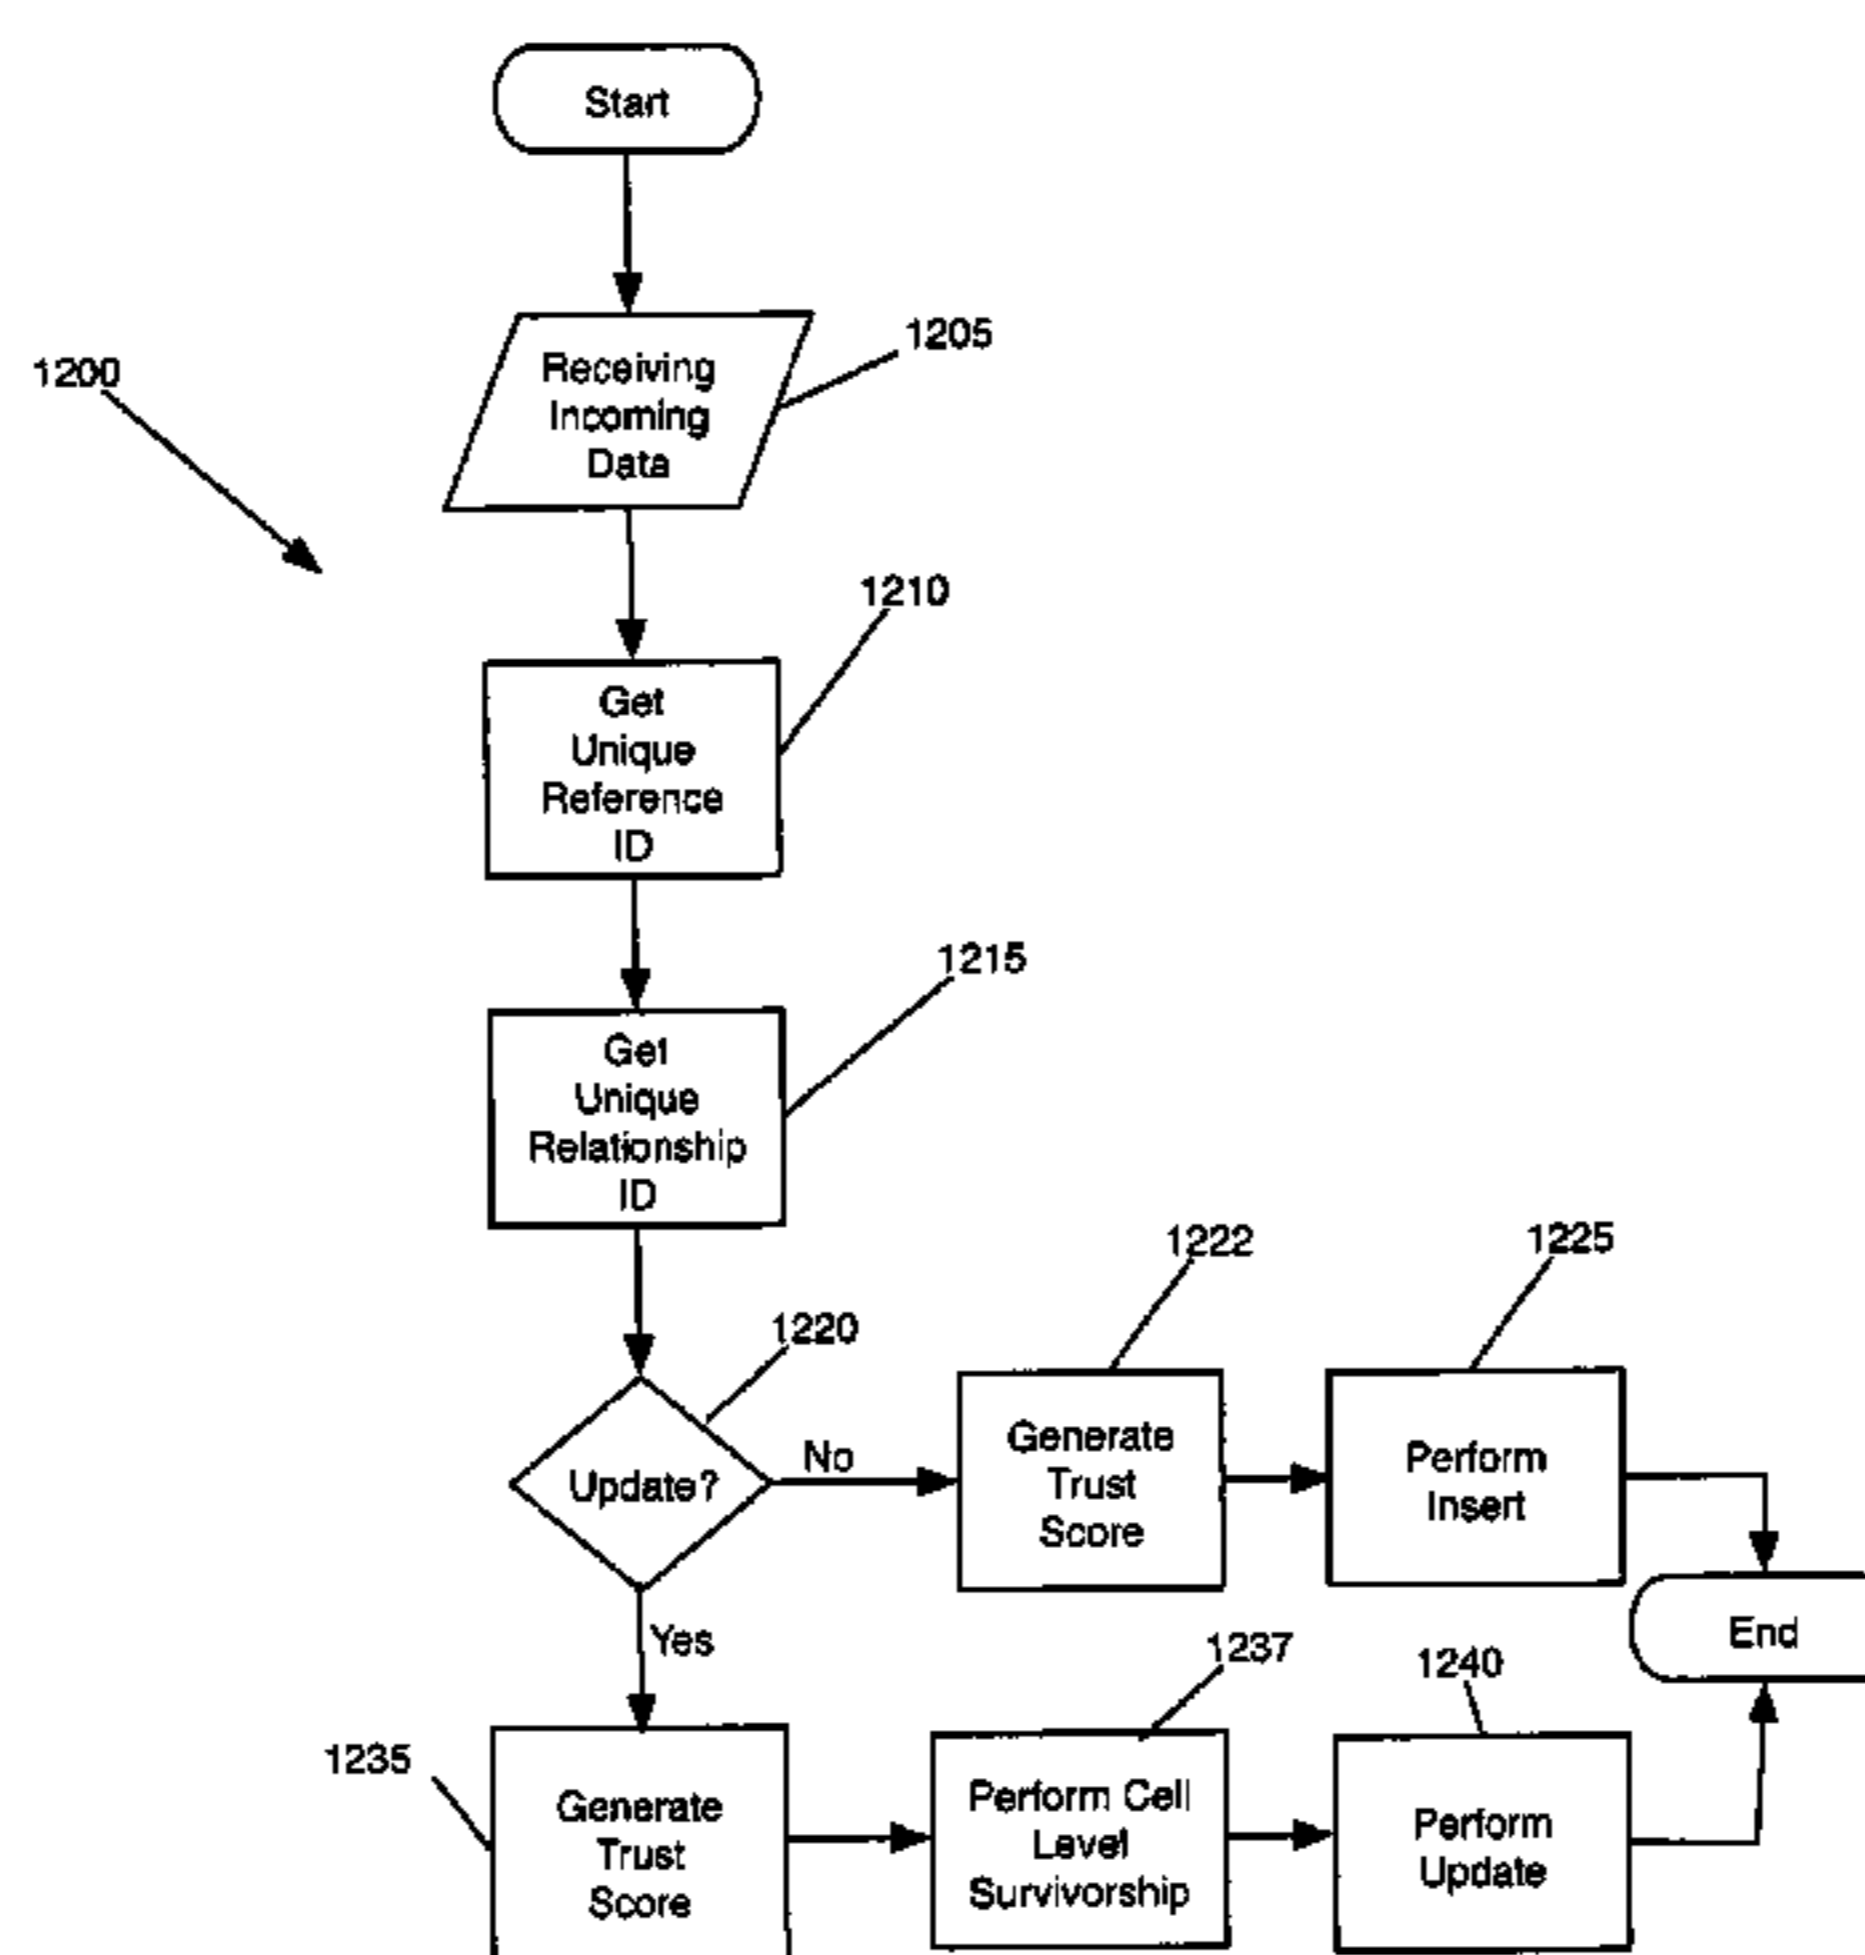 Start
1200
1205
Receiving
Incoming
Data
1210
Get
Unique
Reference
ID
1215
Get
Unique
Relationship
ID
1220
Update?
No
Yes
1222
Generate
Trust
Score
1225
Perform
Insert
End
1235
Generate
Trust
Score
1237
Perform Cell
Level
Survivorship
1240
Perform
Update